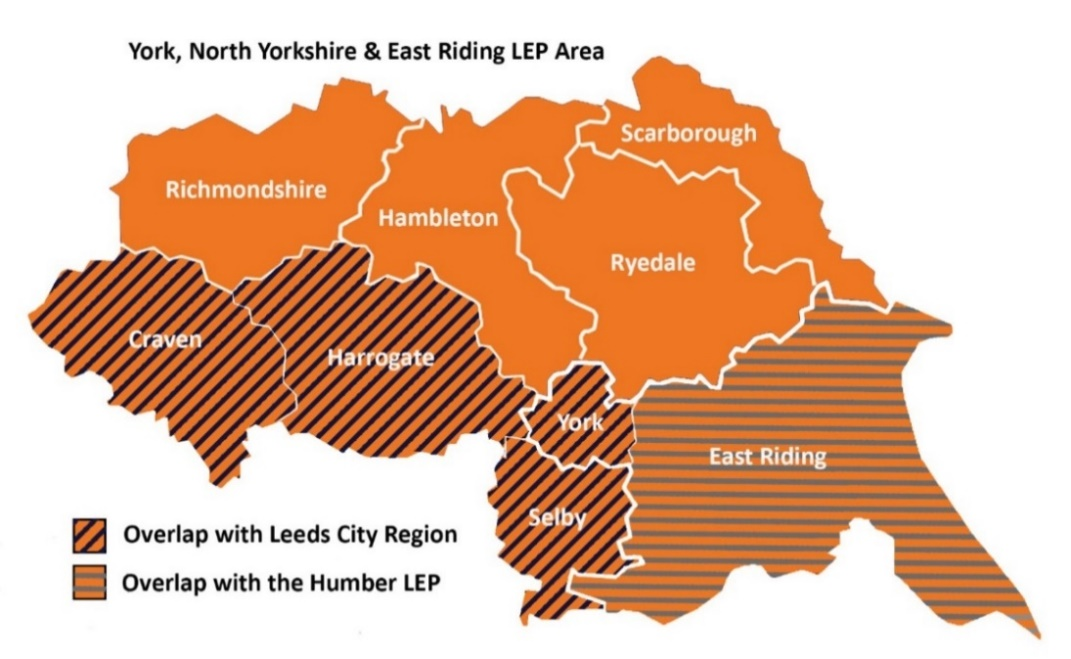 York, North Yorkshire & East Riding LEP Area
Scarborough
Richmondshire
Hambleton
Ryedale
Craven
Harrogate
York
East Riding
Selby
Overlap with Leeds City Region
Overlap with the Humber LEP